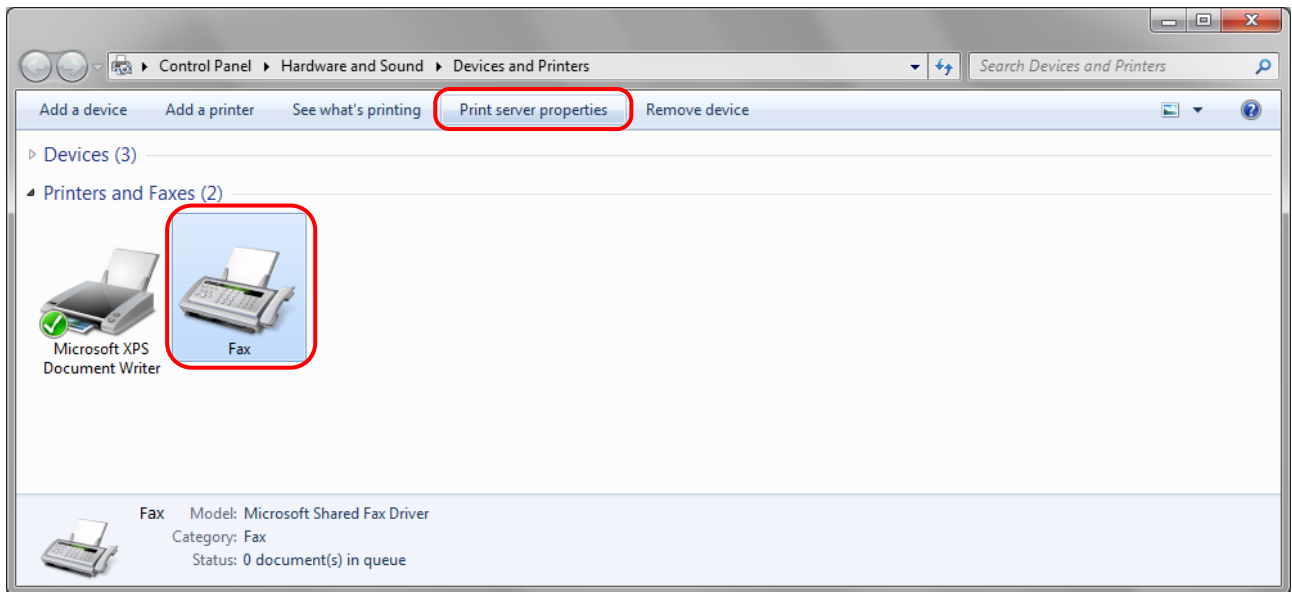 Control Panel Hardware and Sound Devices and Printers Search Devices and Printers
Add a device Add a printer See what's printing Print server properties Remove device
Devices (3)
Printers and Faxes (2)
Microsoft XPS
Document Writer
Fax
Fax Model: Microsoft Shared Fax Driver
Category: Fax
Status: 0 document(s) in queue